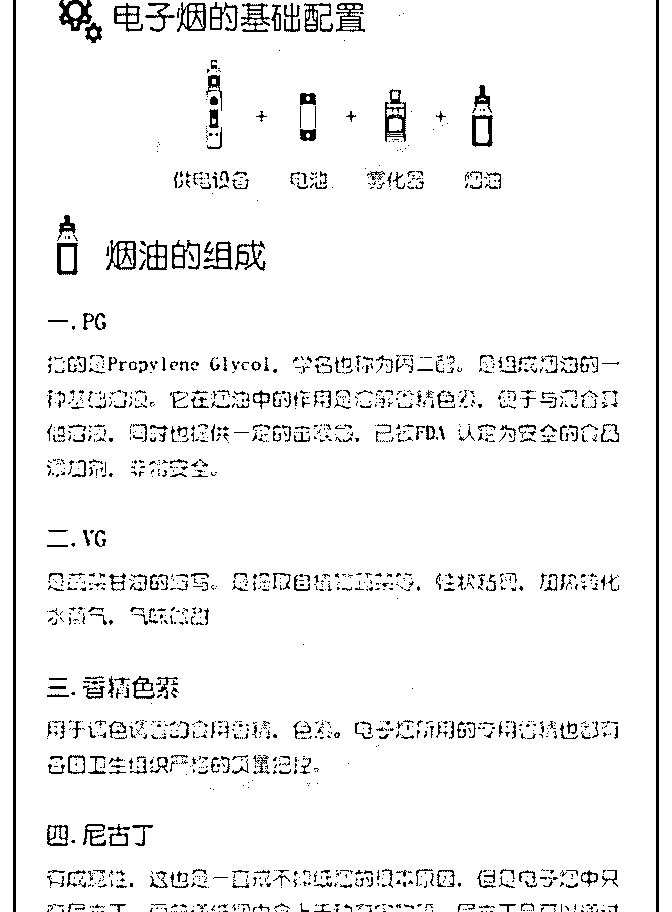 电子烟的基础配置
+ + +
供电设备 电池 雾化器 烟油
烟油的组成
一. PG
指的是Propylene Glycol, 学名也称为丙二醇。是组成烟油的一
种基础溶液。它在烟油中的作用是溶解香精色素, 便于与混合其
他溶液, 同时也提供一定的击喉感, 已被FDA 认定为安全的食品
添加剂, 非常安全。
二. VG
是蔬菜甘油的缩写。是提取自植物蔬菜等, 性状粘稠, 加热转化
水蒸气, 气味微甜
三. 香精色素
用于调色调香的食用香精、色素。电子烟所用的专用香精也都有
各国卫生组织严格的质量把控。
四. 尼古丁
有成瘾性, 这也是一直戒不掉纸烟的根本原因, 但是电子烟中只